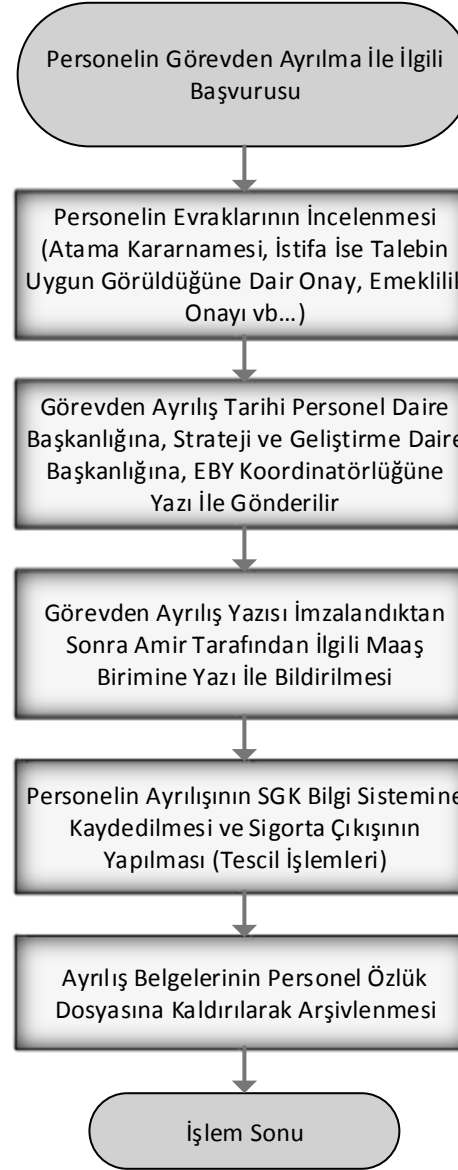 Personelin Görevden Ayrılma İle İlgili
Başvurusu
Personelin Evraklarının İncelenmesi
(Atama Kararnamesi, İstifa İse Talebin
Uygun Görüldüğüne Dair Onay, Emeklilik
Onayı vb...)
Görevden Ayrılış Tarihi Personel Daire
Başkanlığına, Strateji ve Geliştirme Daire
Başkanlığına, EBY Koordinatörlüğüne
Yazı İle Gönderilir
Görevden Ayrılış Yazısı İmzalandıktan
Sonra Amir Tarafından İlgili Maaş
Birimine Yazı İle Bildirilmesi
Personelin Ayrılışının SGK Bilgi Sistemine
Kaydedilmesi ve Sigorta Çıkışının
Yapılması (Tescil İşlemleri)
Ayrılış Belgelerinin Personel Özlük
Dosyasına Kaldırılarak Arşivlenmesi
İşlem Sonu